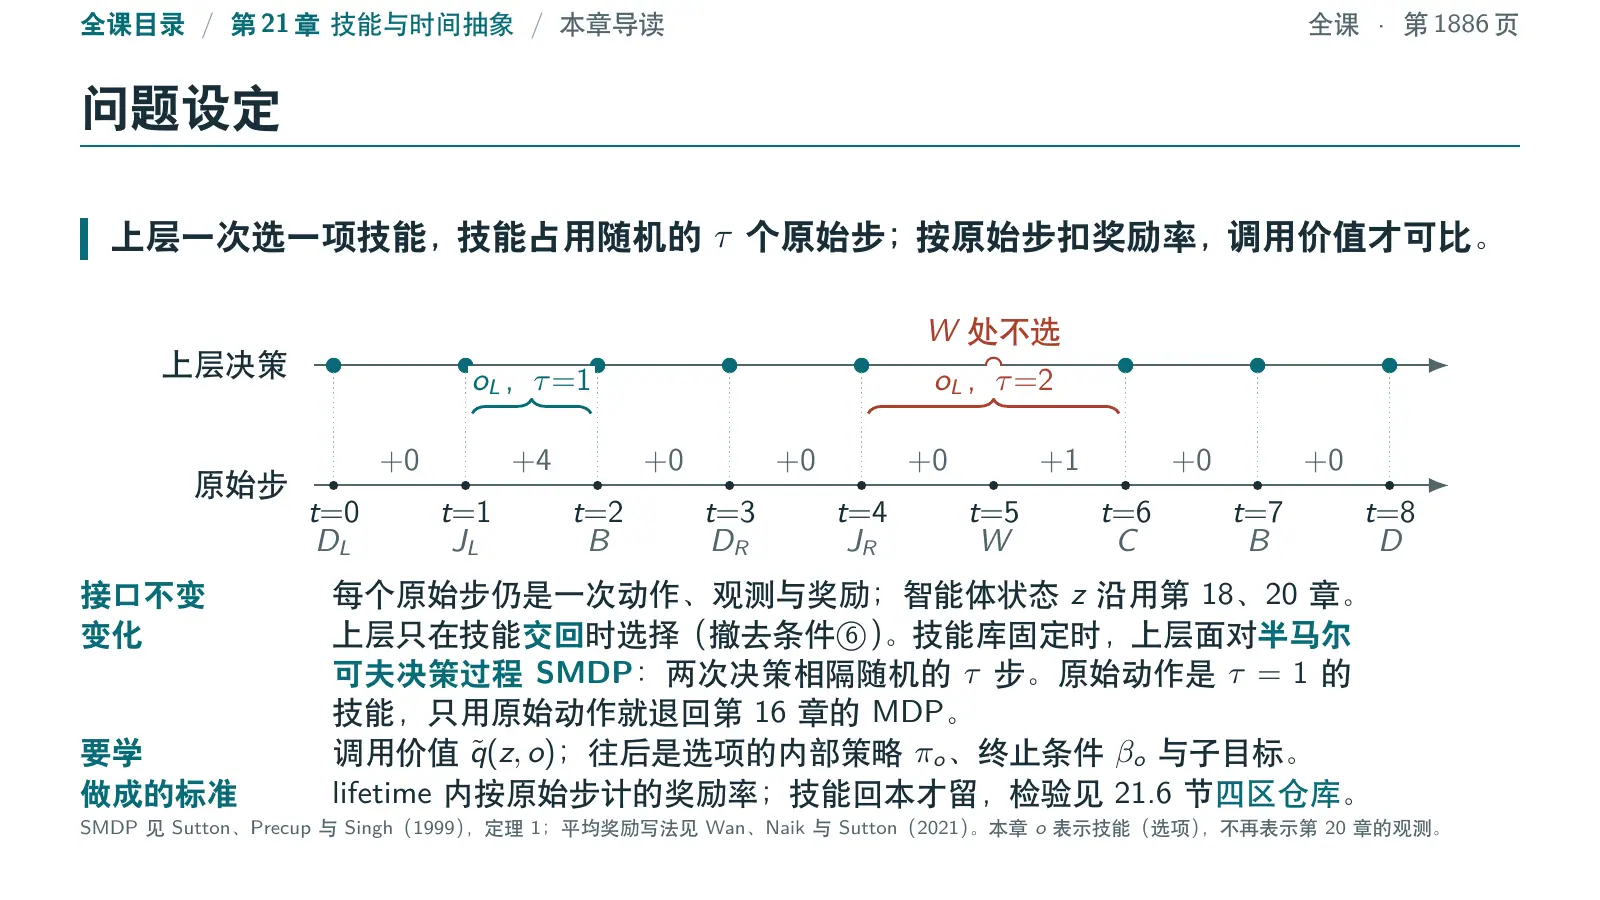 全课目录 / 第 21 章 技能与时间抽象 / 本章导读
全课 · 第 1886 页
问题设定
上层一次选一项技能，技能占用随机的 τ 个原始步；按原始步扣奖励率，调用价值才可比。
W 处不选
上层决策
o_L，τ=1
o_L，τ=2
+0 +4 +0 +0 +0 +1 +0 +0
原始步
t=0 t=1 t=2 t=3 t=4 t=5 t=6 t=7 t=8
D_L J_L B D_R J_R W C B D
接口不变 每个原始步仍是一次动作、观测与奖励；智能体状态 z 沿用第 18、20 章。
变化 上层只在技能交回时选择（撤去条件⑥）。技能库固定时，上层面对半马尔
可夫决策过程 SMDP：两次决策相隔随机的 τ 步。原始动作是 τ = 1 的
技能，只用原始动作就退回第 16 章的 MDP。
要学 调用价值 q̃(z, o)；往后是选项的内部策略 π_o、终止条件 β_o 与子目标。
做成的标准 lifetime 内按原始步计的奖励率；技能回本才留，检验见 21.6 节四区仓库。
SMDP 见 Sutton、Precup 与 Singh（1999），定理 1；平均奖励写法见 Wan、Naik 与 Sutton（2021）。本章 o 表示技能（选项），不再表示第 20 章的观测。